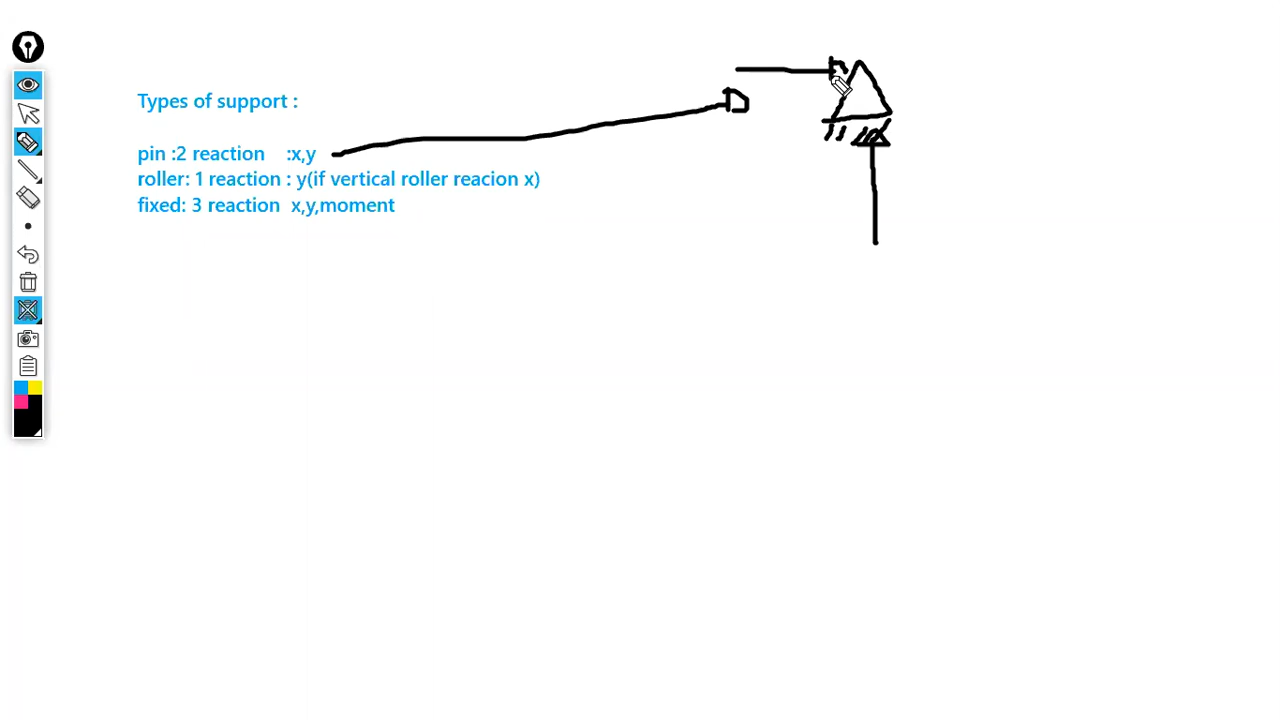 Types of support :
pin :2 reaction :x,y
roller: 1 reaction : y(if vertical roller reacion x)
fixed: 3 reaction x,y,moment